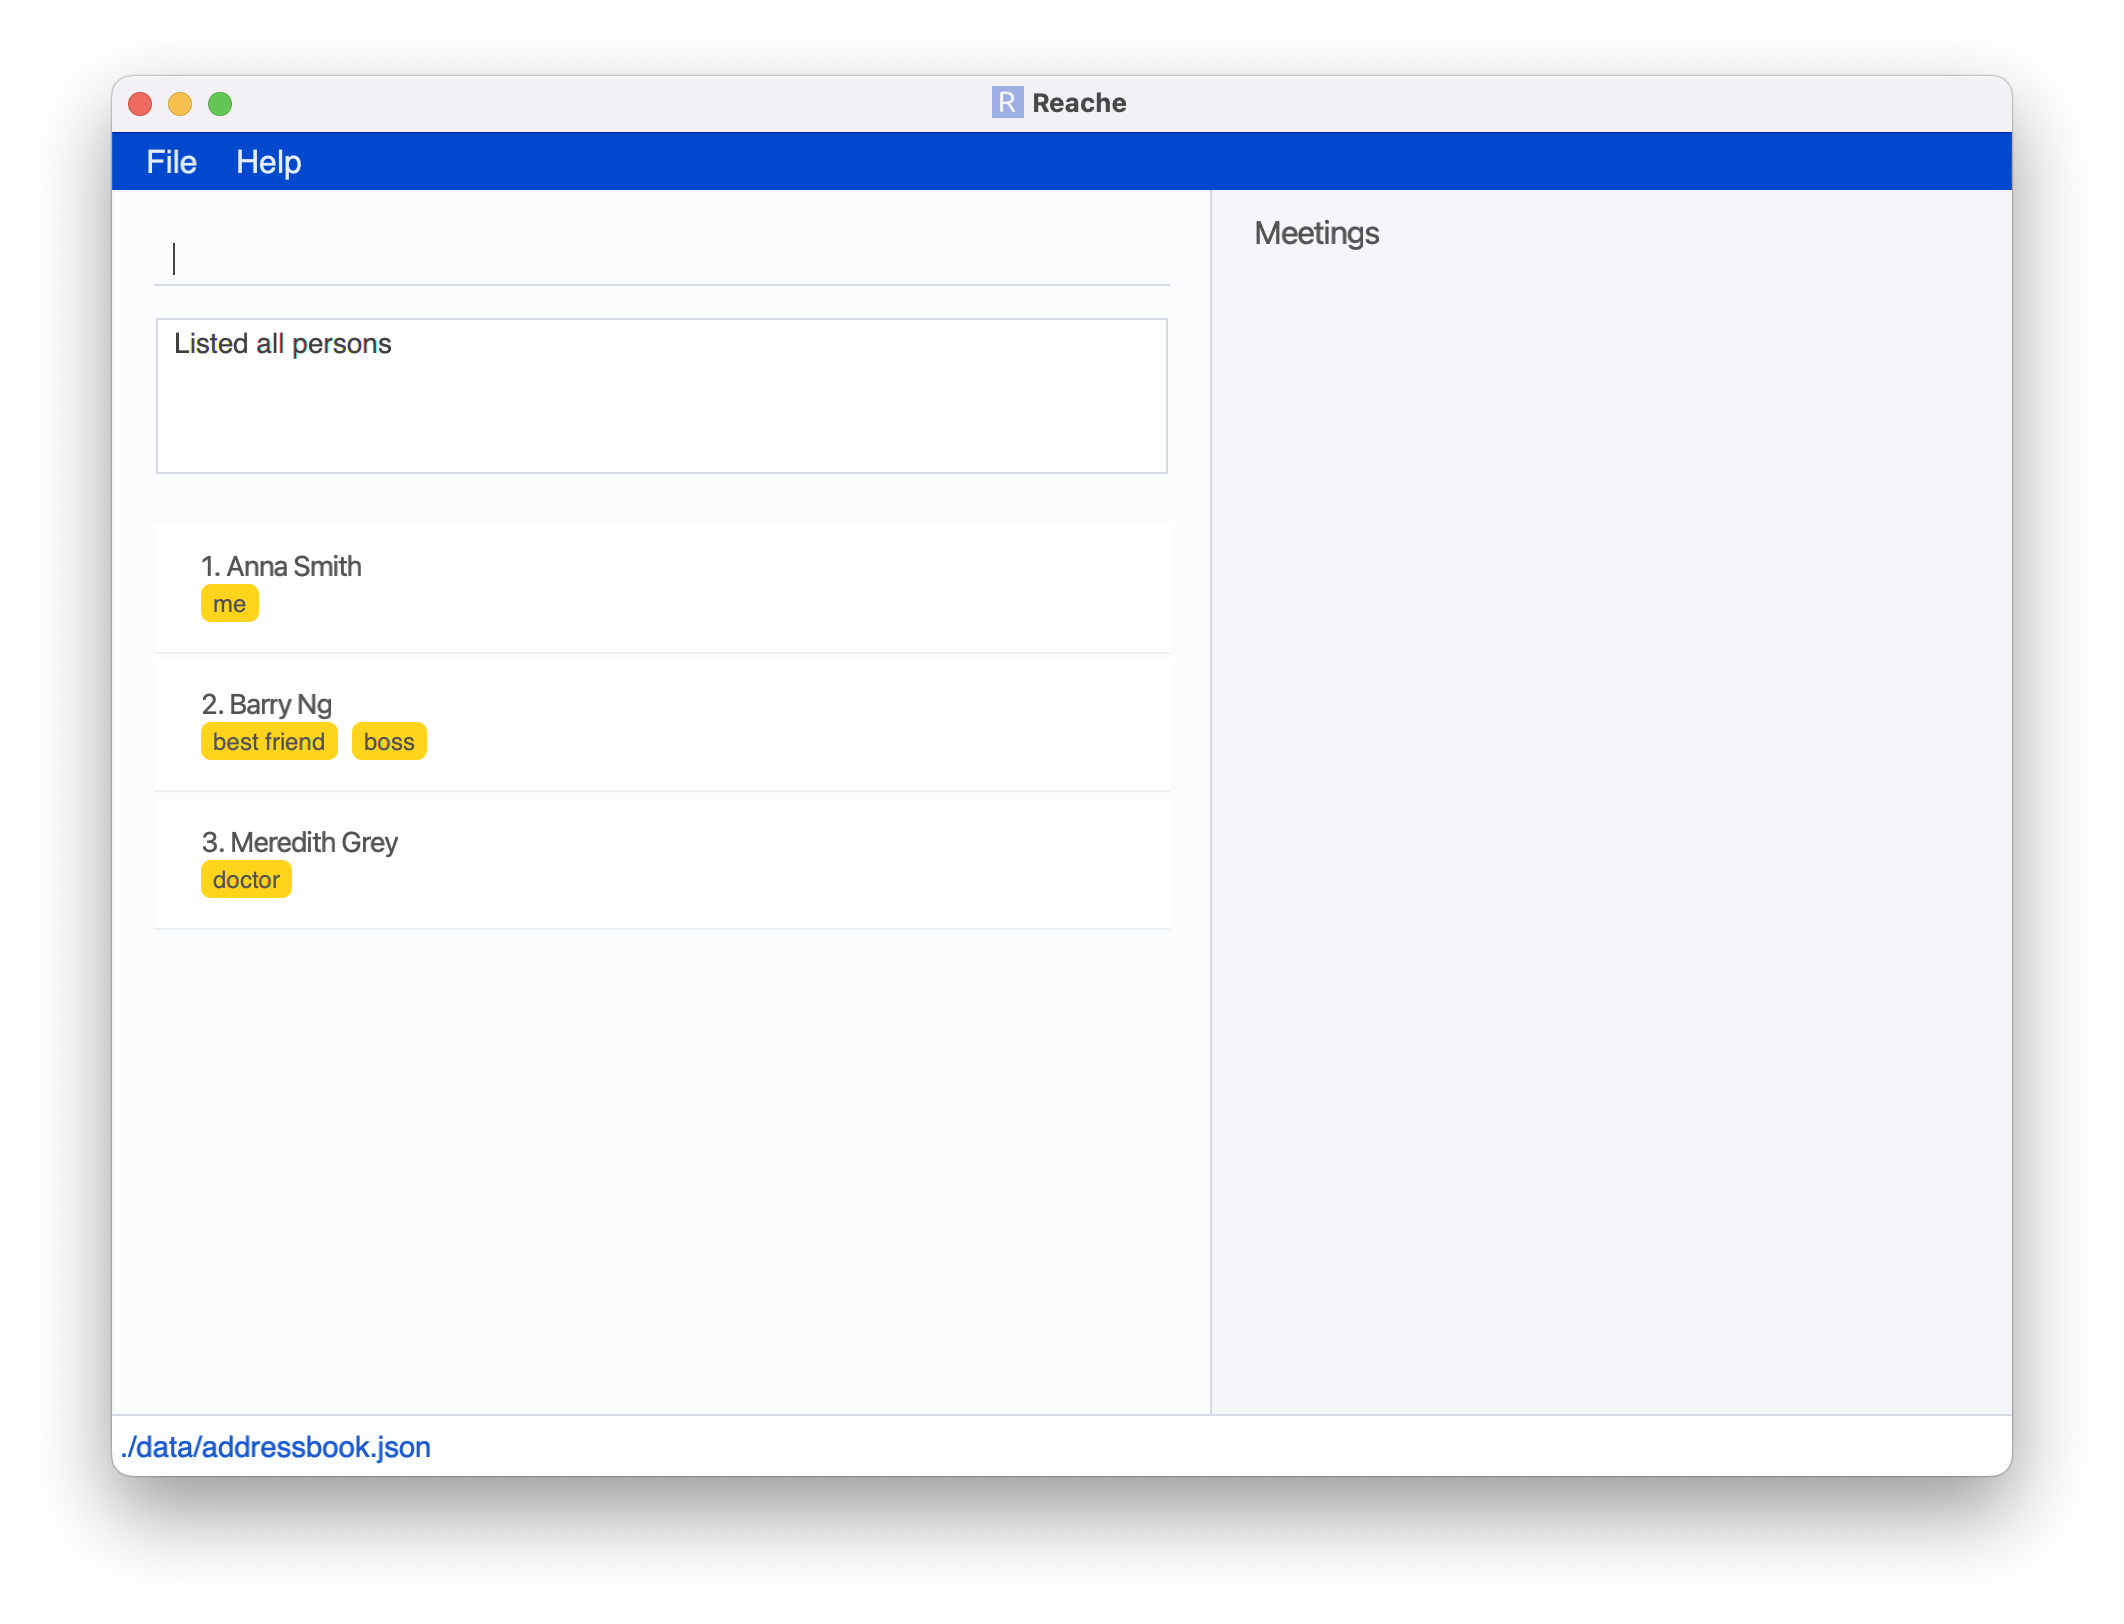 R Reache
File Help
Listed all persons
1. Anna Smith
me
2. Barry Ng
best friend boss
3. Meredith Grey
doctor
Meetings
./data/addressbook.json